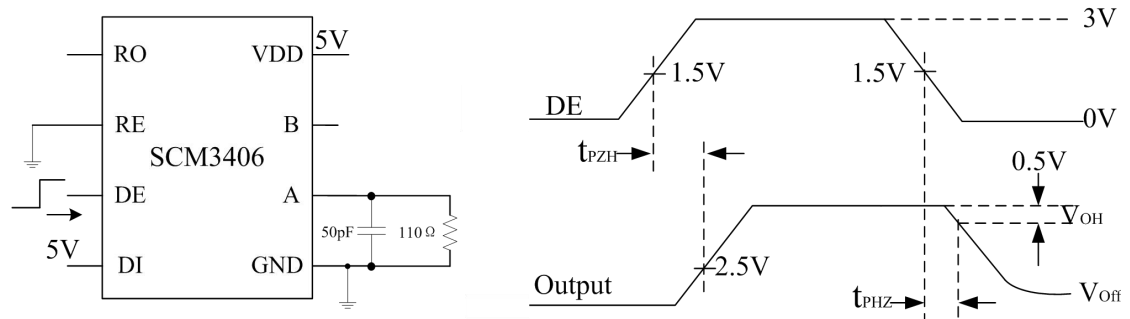 RO
VDD
5V
RE
B
SCM3406
DE
A
50pF
110Ω
5V
DI
GND
3V
1.5V
1.5V
DE
0V
tPZH
0.5V
VOH
2.5V
Output
tPHZ
VOff